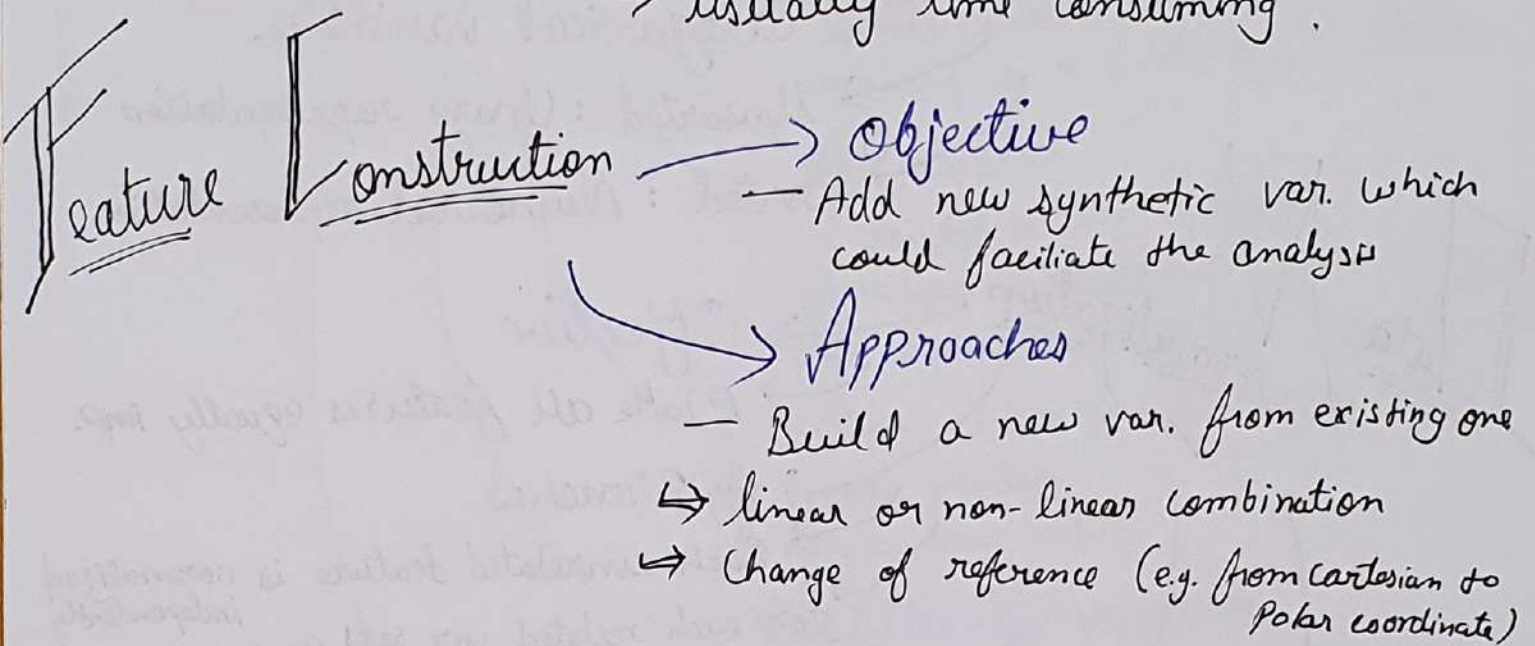 usually time consuming.
Feature Construction → Objective
— Add new synthetic var. which
could faciliate the analysis
→ Approaches
— Build a new var. from existing one
↪ linear or non-linear combination
↪ Change of reference (e.g. from cartesian to
Polar coordinate)